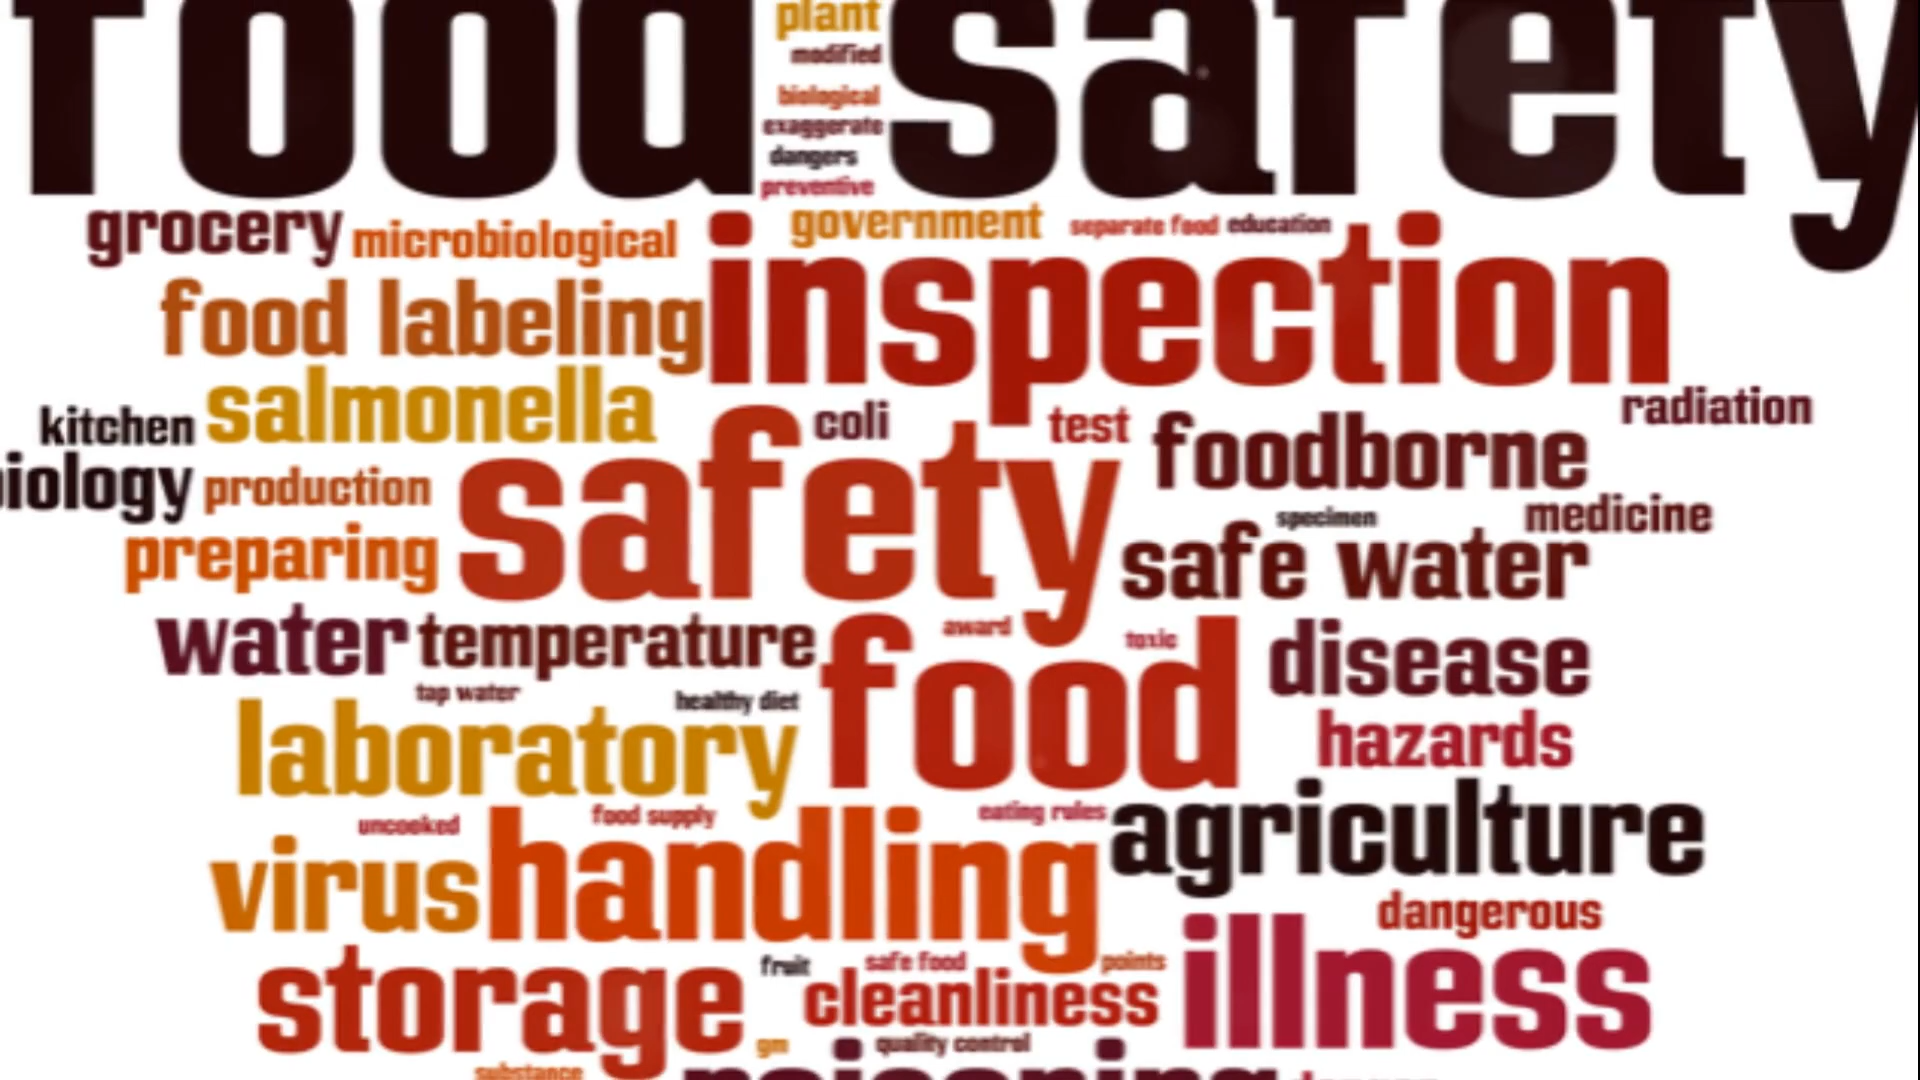 food safety
plant
modified
biological
exaggerate
dangers
preventive
grocery microbiological government separate food education
food labeling inspection
kitchen salmonella coli test foodborne radiation
biology production safety specimen medicine
preparing safe water
water temperature award toxic disease
tap water healthy diet food
laboratory hazards
uncooked food supply eating rules agriculture
virus handling dangerous
storage fruit safe food points illness
cleanliness
gm quality control
substance